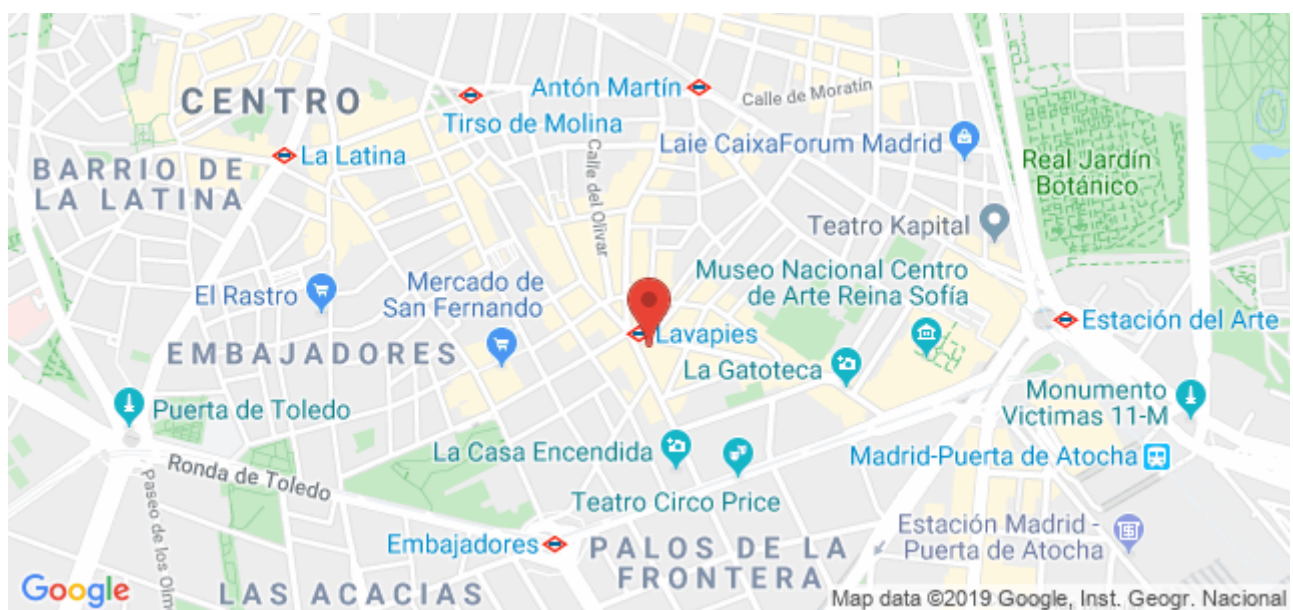 Antón Martín
Calle de Moratín
CENTRO
Tirso de Molina
Laie CaixaForum Madrid
La Latina
BARRIO DE
LA LATINA
Real Jardín
Botánico
Calle del Olivar
Teatro Kapital
Mercado de
San Fernando
Museo Nacional Centro
de Arte Reina Sofía
El Rastro
Lavapies
Estación del Arte
EMBAJADORES
La Gatoteca
Monumento
Victimas 11-M
Puerta de Toledo
La Casa Encendida
Madrid-Puerta de Atocha
Ronda de Toledo
Teatro Circo Price
Paseo de los Olm
Estación Madrid -
Puerta de Atocha
Embajadores
PALOS DE LA
FRONTERA
LAS ACACIAS
Google
Map data ©2019 Google, Inst. Geogr. Nacional